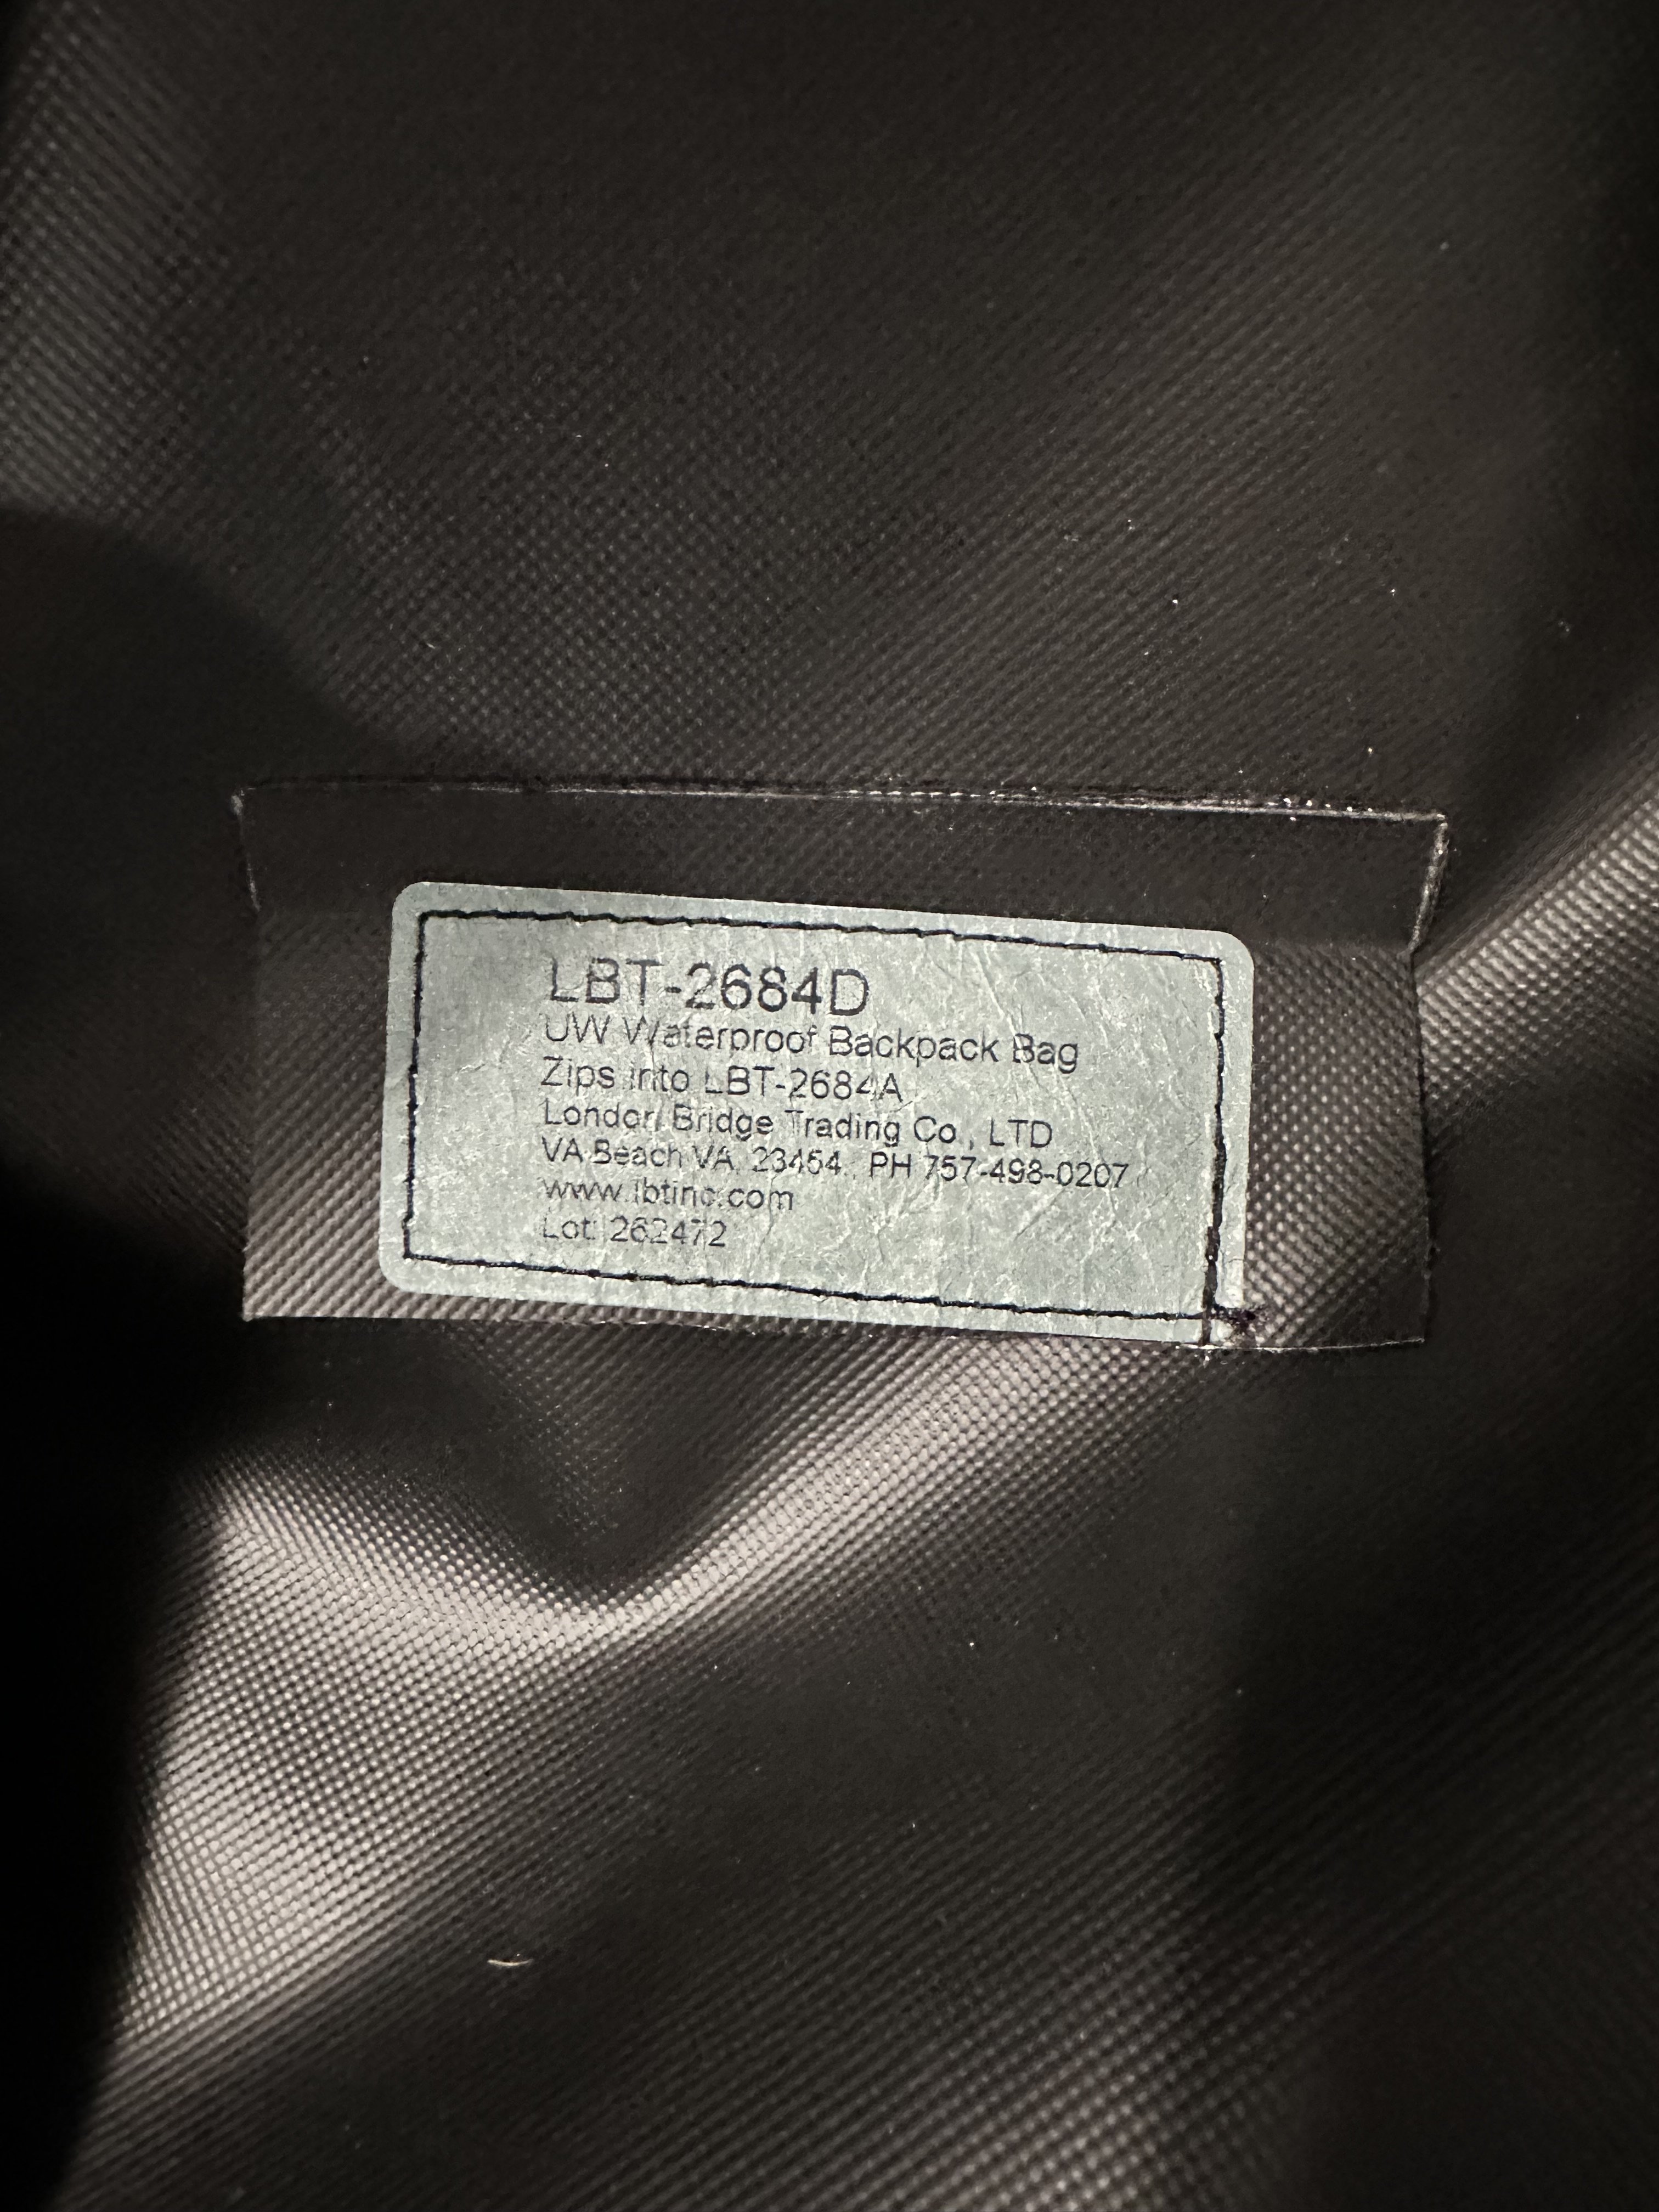 LBT-2684D
UW Waterproof Backpack Bag
Zips into LBT-2684A
London Bridge Trading Co., LTD
VA Beach VA, 23454, PH 757-498-0207
www.lbtinc.com
Lot: 262472